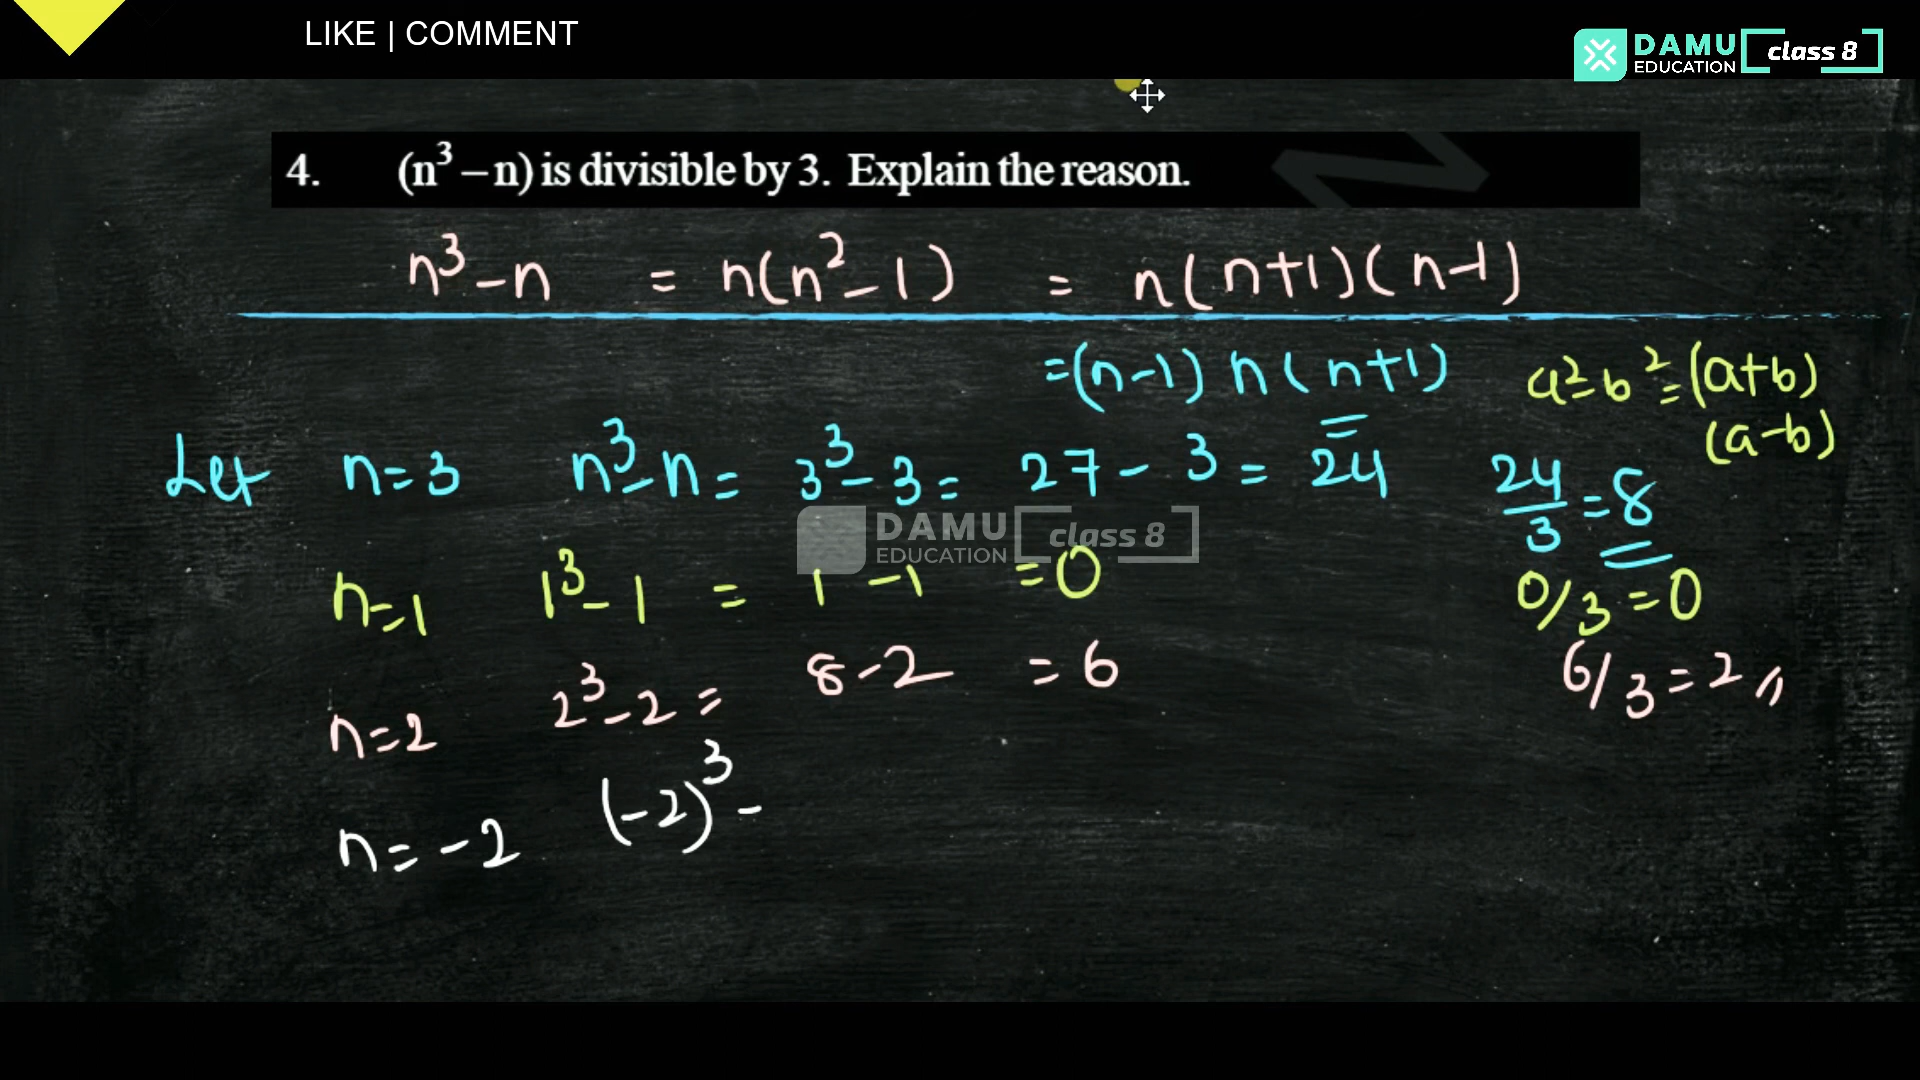 LIKE | COMMENT
DAMU
EDUCATION
class 8
4. (n³ – n) is divisible by 3. Explain the reason.
n³ - n = n(n² - 1) = n(n+1)(n-1)
= (n-1) n (n+1)
a² - b² = (a+b)
(a-b)
Let n = 3 n³ - n = 3³ - 3 = 27 - 3 = 24
24/3 = 8
DAMU
EDUCATION
class 8
n = 1 1³ - 1 = 1 - 1 = 0 0/3 = 0
n = 2 2³ - 2 = 8 - 2 = 6 6/3 = 2
n = -2 (-2)³ -